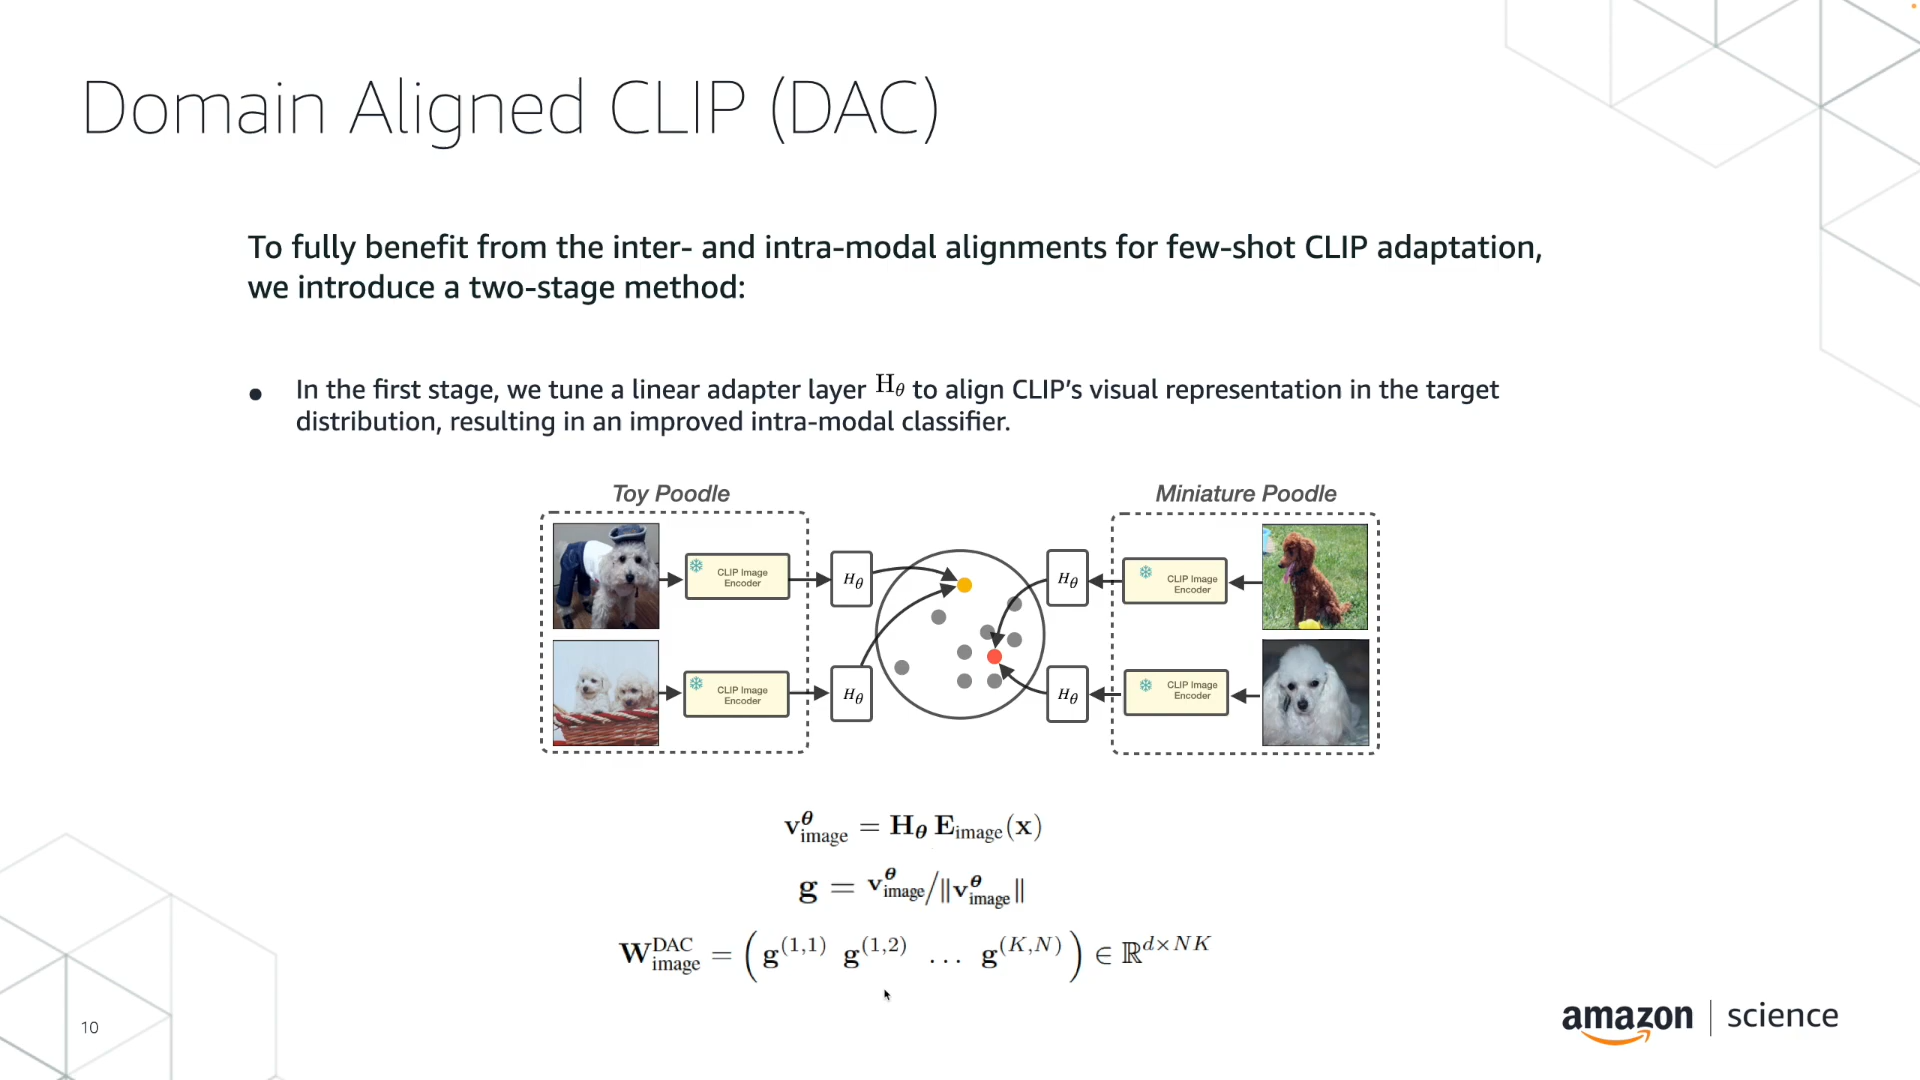 Domain Aligned CLIP (DAC)
To fully benefit from the inter- and intra-modal alignments for few-shot CLIP adaptation,
we introduce a two-stage method:
● In the first stage, we tune a linear adapter layer H_θ to align CLIP's visual representation in the target
distribution, resulting in an improved intra-modal classifier.
Toy Poodle
Miniature Poodle
CLIP Image
Encoder
H_θ
H_θ
CLIP Image
Encoder
CLIP Image
Encoder
H_θ
H_θ
CLIP Image
Encoder
v^θ_image = H_θ E_image(x)
g = v^θ_image/‖v^θ_image‖
W^DAC_image = ( g^(1,1) g^(1,2) … g^(K,N) ) ∈ ℝ^{d×NK}
10
amazon | science